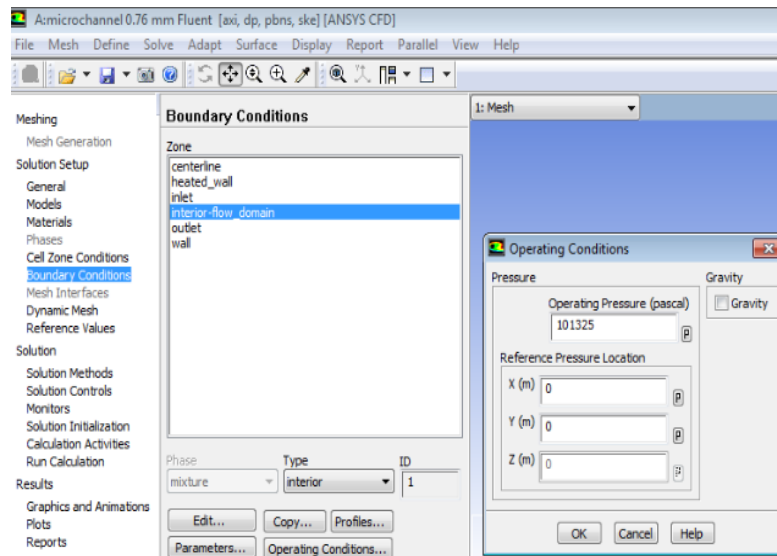 A:microchannel 0.76 mm Fluent [axi, dp, pbns, ske] [ANSYS CFD]
File Mesh Define Solve Adapt Surface Display Report Parallel View Help
Meshing
Mesh Generation
Solution Setup
General
Models
Materials
Phases
Cell Zone Conditions
Boundary Conditions
Mesh Interfaces
Dynamic Mesh
Reference Values
Solution
Solution Methods
Solution Controls
Monitors
Solution Initialization
Calculation Activities
Run Calculation
Results
Graphics and Animations
Plots
Reports
Boundary Conditions
Zone
centerline
heated_wall
inlet
interior-flow_domain
outlet
wall
Phase Type ID
mixture interior 1
Edit... Copy... Profiles...
Parameters... Operating Conditions...
1: Mesh
Operating Conditions
Pressure
Operating Pressure (pascal)
101325 P
Reference Pressure Location
X (m) 0 P
Y (m) 0 P
Z (m) 0 P
Gravity
Gravity
OK Cancel Help